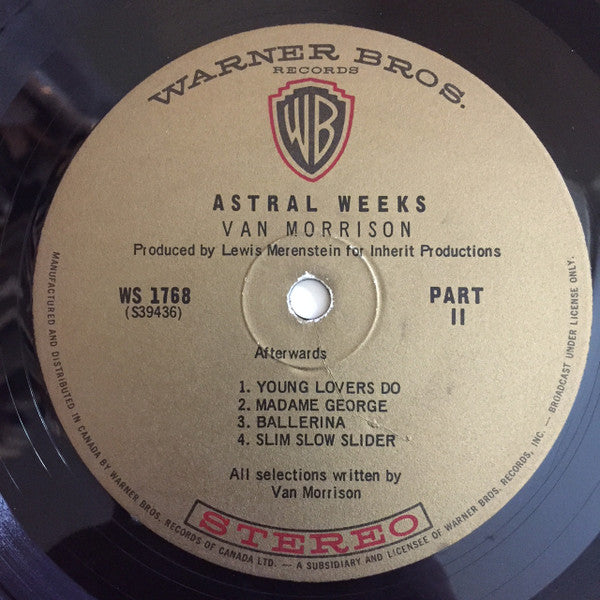 WARNER BROS.
RECORDS
WB
ASTRAL WEEKS
VAN MORRISON
Produced by Lewis Merenstein for Inherit Productions
WS 1768
(S39436)
PART
II
Afterwards
1. YOUNG LOVERS DO
2. MADAME GEORGE
3. BALLERINA
4. SLIM SLOW SLIDER
All selections written by
Van Morrison
STEREO
MANUFACTURED AND DISTRIBUTED IN CANADA BY WARNER BROS. RECORDS OF CANADA LTD. — A SUBSIDIARY AND LICENSEE OF WARNER BROS. RECORDS, INC. — BROADCAST UNDER LICENSE ONLY.